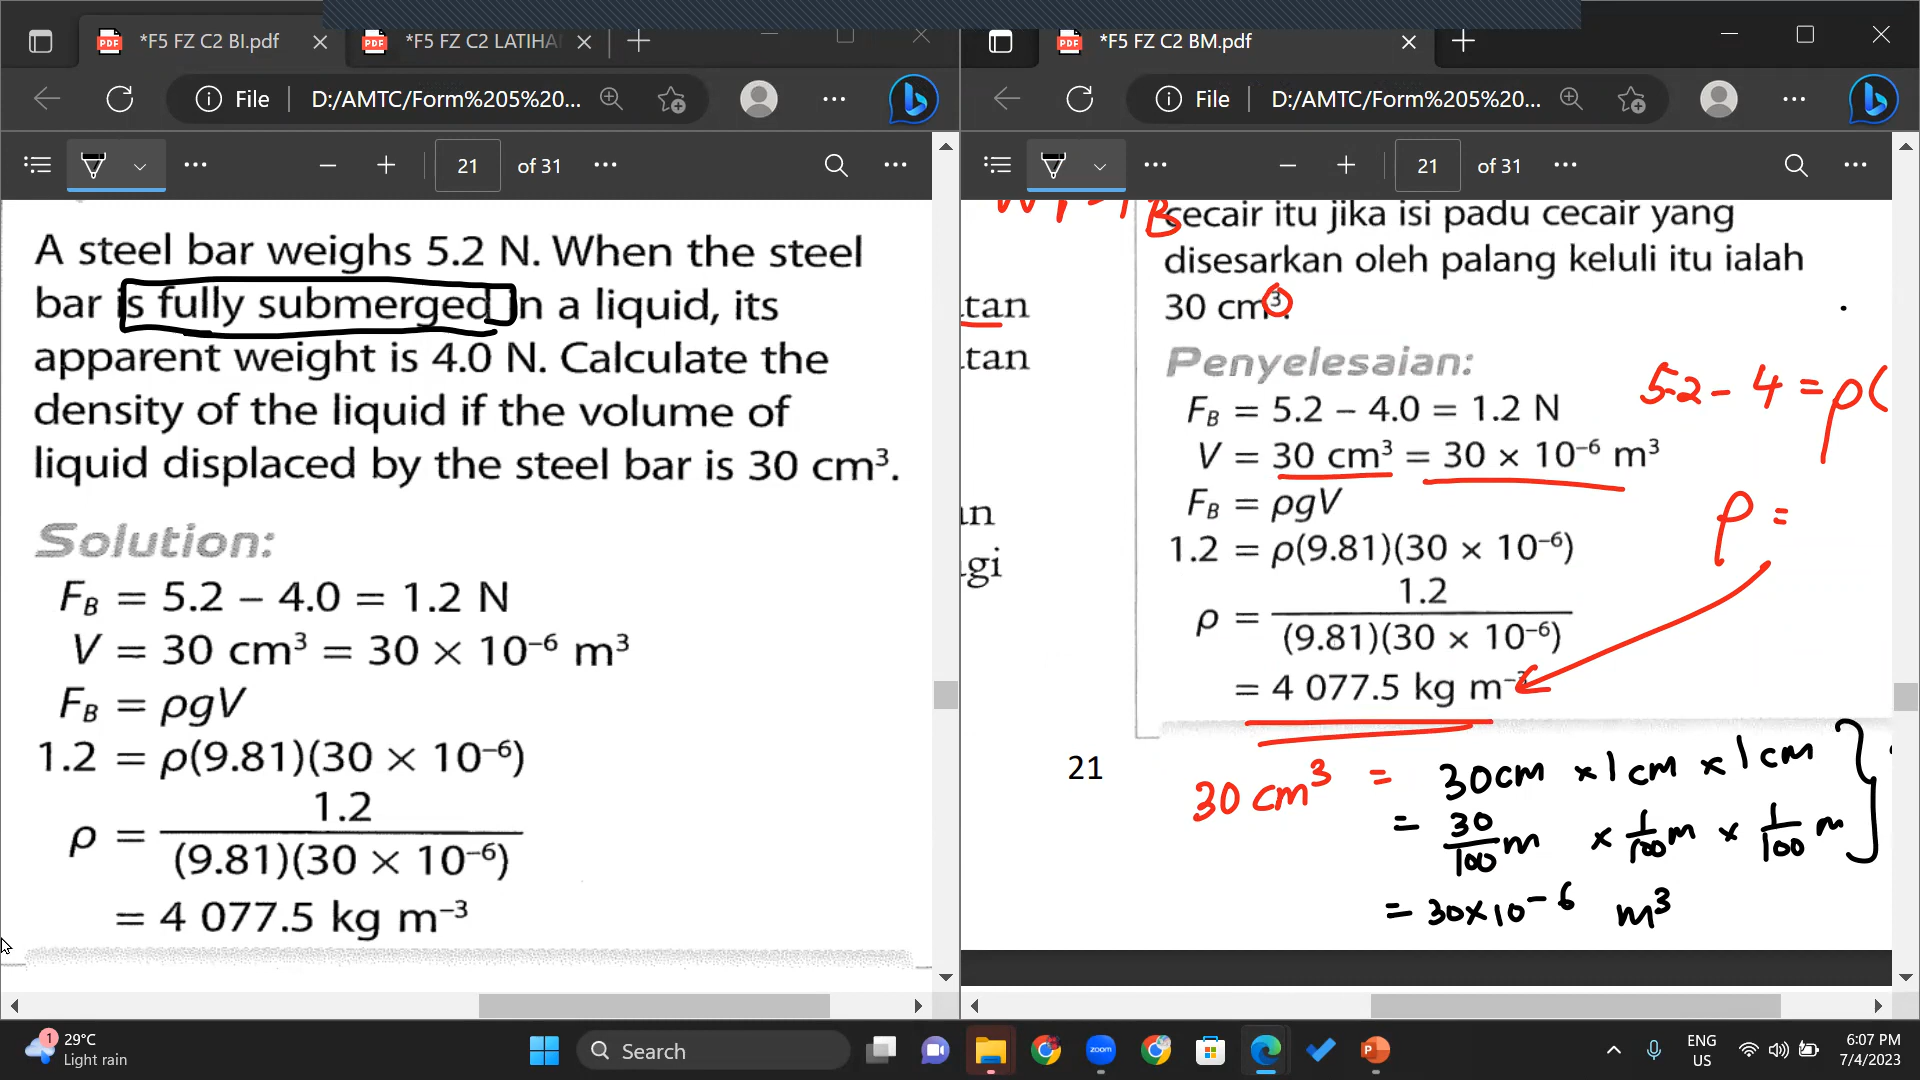 *F5 FZ C2 BI.pdf
*F5 FZ C2 LATIHAN
*F5 FZ C2 BM.pdf
File D:/AMTC/Form%205%20...
File D:/AMTC/Form%205%20...
21 of 31
21 of 31
A steel bar weighs 5.2 N. When the steel
bar is fully submerged in a liquid, its
apparent weight is 4.0 N. Calculate the
density of the liquid if the volume of
liquid displaced by the steel bar is 30 cm³.
Solution:
F_B = 5.2 – 4.0 = 1.2 N
V = 30 cm³ = 30 × 10⁻⁶ m³
F_B = ρgV
1.2 = ρ(9.81)(30 × 10⁻⁶)
1.2
ρ =
(9.81)(30 × 10⁻⁶)
= 4 077.5 kg m⁻³
B
tan
tan
in
gi
cecair itu jika isi padu cecair yang
disesarkan oleh palang keluli itu ialah
30 cm³.
Penyelesaian:
F_B = 5.2 – 4.0 = 1.2 N
V = 30 cm³ = 30 × 10⁻⁶ m³
F_B = ρgV
1.2 = ρ(9.81)(30 × 10⁻⁶)
1.2
ρ =
(9.81)(30 × 10⁻⁶)
= 4 077.5 kg m⁻³
5.2 - 4 = ρ(
ρ =
21
30 cm³ = 30cm × 1 cm × 1 cm
= 30/100 m × 1/100 m × 1/100 m
= 30×10⁻⁶ m³
1
29°C
Light rain
Search
zoom
ENG
US
6:07 PM
7/4/2023